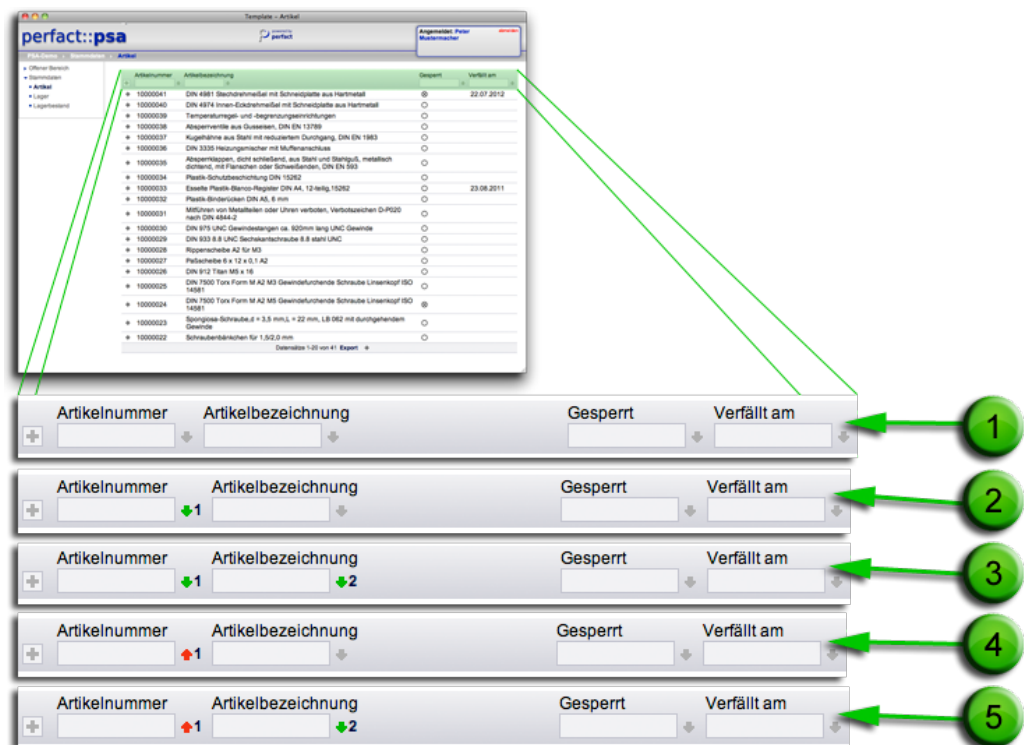 Template – Artikel
perfact::psa
powered by
perfact
Angemeldet: Peter
Mustermacher
abmelden
PSA-Demo Stammdaten Artikel
Offener Bereich
Stammdaten
Artikel
Lager
Lagerbestand
Artikelnummer Artikelbezeichnung Gesperrt Verfällt am
10000041 DIN 4981 Stechdrehmeißel mit Schneidplatte aus Hartmetall 22.07.2012
10000040 DIN 4974 Innen-Eckdrehmeißel mit Schneidplatte aus Hartmetall
10000039 Temperaturregel- und -begrenzungseinrichtungen
10000038 Absperrventile aus Gusseisen, DIN EN 13789
10000037 Kugelhähne aus Stahl mit reduziertem Durchgang, DIN EN 1983
10000036 DIN 3335 Heizungsmischer mit Muffenanschluss
10000035 Absperrklappen, dicht schließend, aus Stahl und Stahlguß, metallisch
dichtend, mit Flanschen oder Schweißenden, DIN EN 593
10000034 Plastik-Schutzbeschichtung DIN 15262
10000033 Esselte Plastik-Blanco-Register DIN A4, 12-teilig,15262 23.08.2011
10000032 Plastik-Binderücken DIN A5, 6 mm
10000031 Mitführen von Metallteilen oder Uhren verboten, Verbotszeichen D-P020
nach DIN 4844-2
10000030 DIN 975 UNC Gewindestangen ca. 920mm lang UNC Gewinde
10000029 DIN 933 8.8 UNC Sechskantschraube 8.8 stahl UNC
10000028 Rippenscheibe A2 für M3
10000027 Paßscheibe 6 x 12 x 0,1 A2
10000026 DIN 912 Titan M5 x 16
10000025 DIN 7500 Torx Form M A2 M3 Gewindefurchende Schraube Linsenkopf ISO
14581
10000024 DIN 7500 Torx Form M A2 M5 Gewindefurchende Schraube Linsenkopf ISO
14581
10000023 Spongiosa-Schraube,d = 3,5 mm,L = 22 mm, LB 062 mit durchgehendem
Gewinde
10000022 Schraubenbänkchen für 1,5/2,0 mm
Datensätze 1-20 von 41 Export
Artikelnummer Artikelbezeichnung Gesperrt Verfällt am
1
Artikelnummer Artikelbezeichnung Gesperrt Verfällt am
1
2
Artikelnummer Artikelbezeichnung Gesperrt Verfällt am
1 2
3
Artikelnummer Artikelbezeichnung Gesperrt Verfällt am
1
4
Artikelnummer Artikelbezeichnung Gesperrt Verfällt am
1 2
5